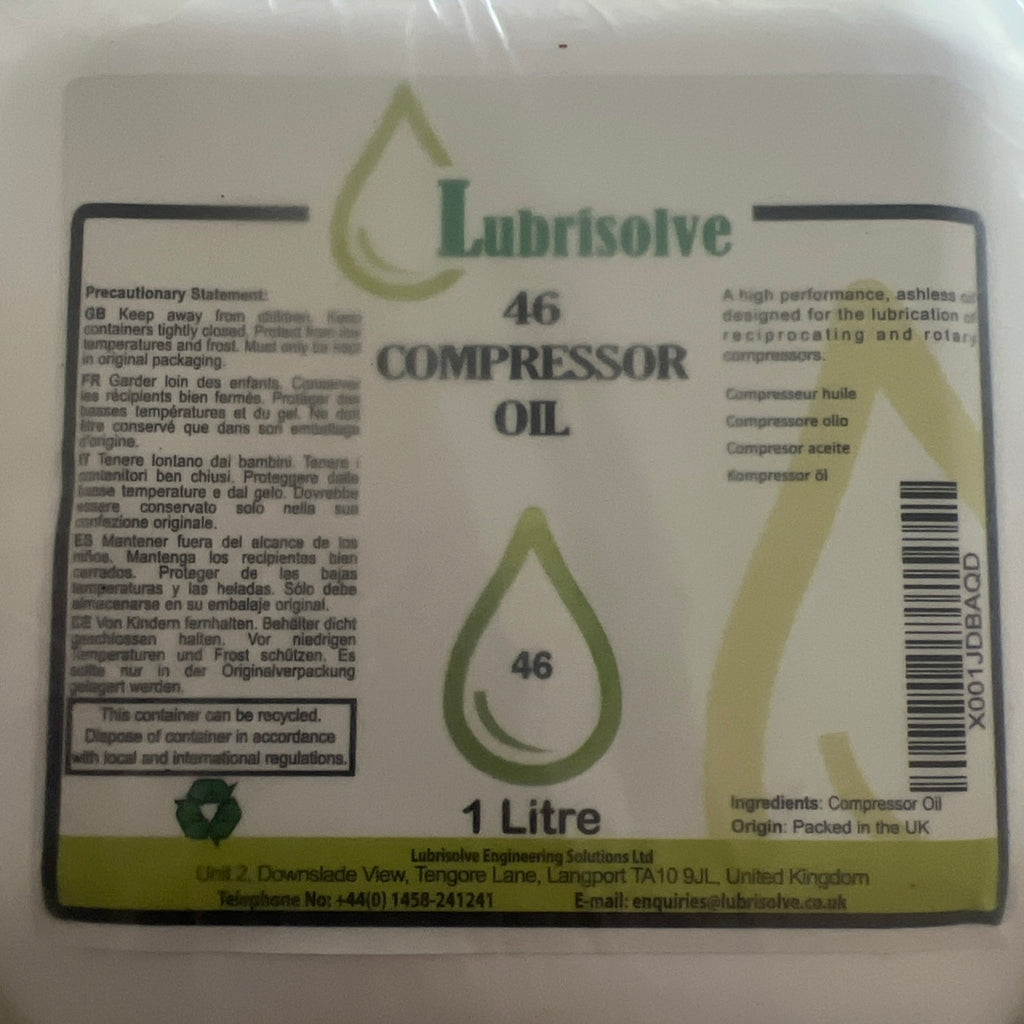 Lubrisolve
46
COMPRESSOR
OIL
Precautionary Statement:
GB Keep away from children. Keep
containers tightly closed. Protect from low
temperatures and frost. Must only be kept
in original packaging.
FR Garder loin des enfants. Conserver
les récipients bien fermés. Protéger des
basses températures et du gel. Ne doit
être conservé que dans son emballage
d'origine.
IT Tenere lontano dai bambini. Tenere i
contenitori ben chiusi. Proteggere dalle
basse temperature e dal gelo. Dovrebbe
essere conservato solo nella sua
confezione originale.
ES Mantener fuera del alcance de los
niños. Mantenga los recipientes bien
cerrados. Proteger de las bajas
temperaturas y las heladas. Sólo debe
almacenarse en su embalaje original.
DE Von Kindern fernhalten. Behälter dicht
geschlossen halten. Vor niedrigen
Temperaturen und Frost schützen. Es
sollte nur in der Originalverpackung
gelagert werden.
This container can be recycled.
Dispose of container in accordance
with local and international regulations.
46
1 Litre
A high performance, ashless oil
designed for the lubrication of
reciprocating and rotary
compressors.
Compresseur huile
Compressore olio
Compresor aceite
Kompressor öl
X001JDBAQD
Ingredients: Compressor Oil
Origin: Packed in the UK
Lubrisolve Engineering Solutions Ltd
Unit 2, Downslade View, Tengore Lane, Langport TA10 9JL, United Kingdom
Telephone No: +44(0) 1458-241241 E-mail: enquiries@lubrisolve.co.uk